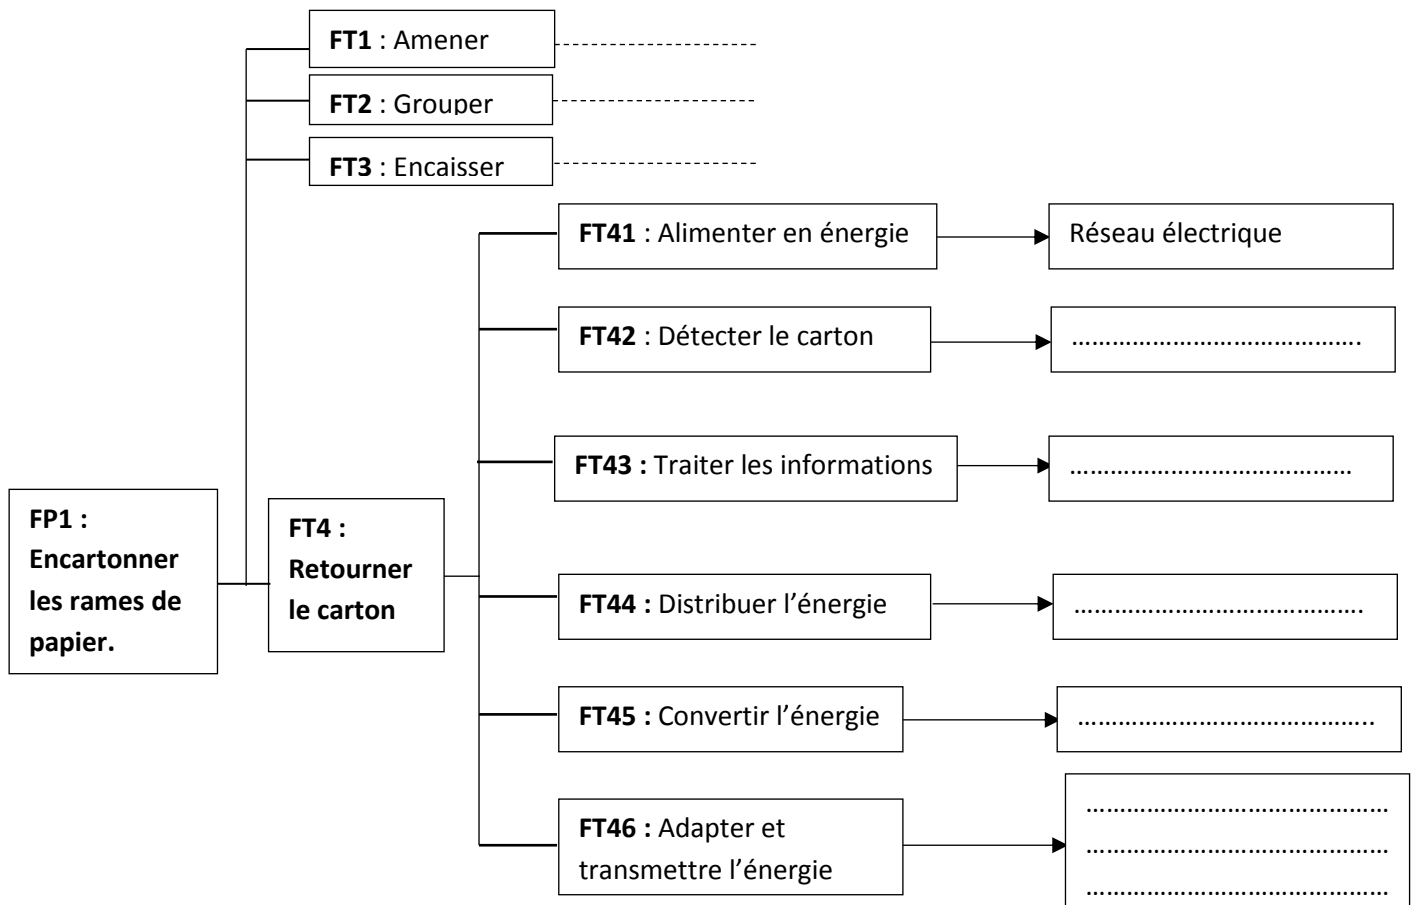 FT1 : Amener
FT2 : Grouper
FT3 : Encaisser
FT41 : Alimenter en énergie
Réseau électrique
FT42 : Détecter le carton
…………………………………….
FT43 : Traiter les informations
……………………………………
FP1 :
Encartonner
les rames de
papier.
FT4 :
Retourner
le carton
FT44 : Distribuer l’énergie
…………………………………….
FT45 : Convertir l’énergie
……………………………………..
FT46 : Adapter et
transmettre l’énergie
………………………………………
………………………………………
………………………………………